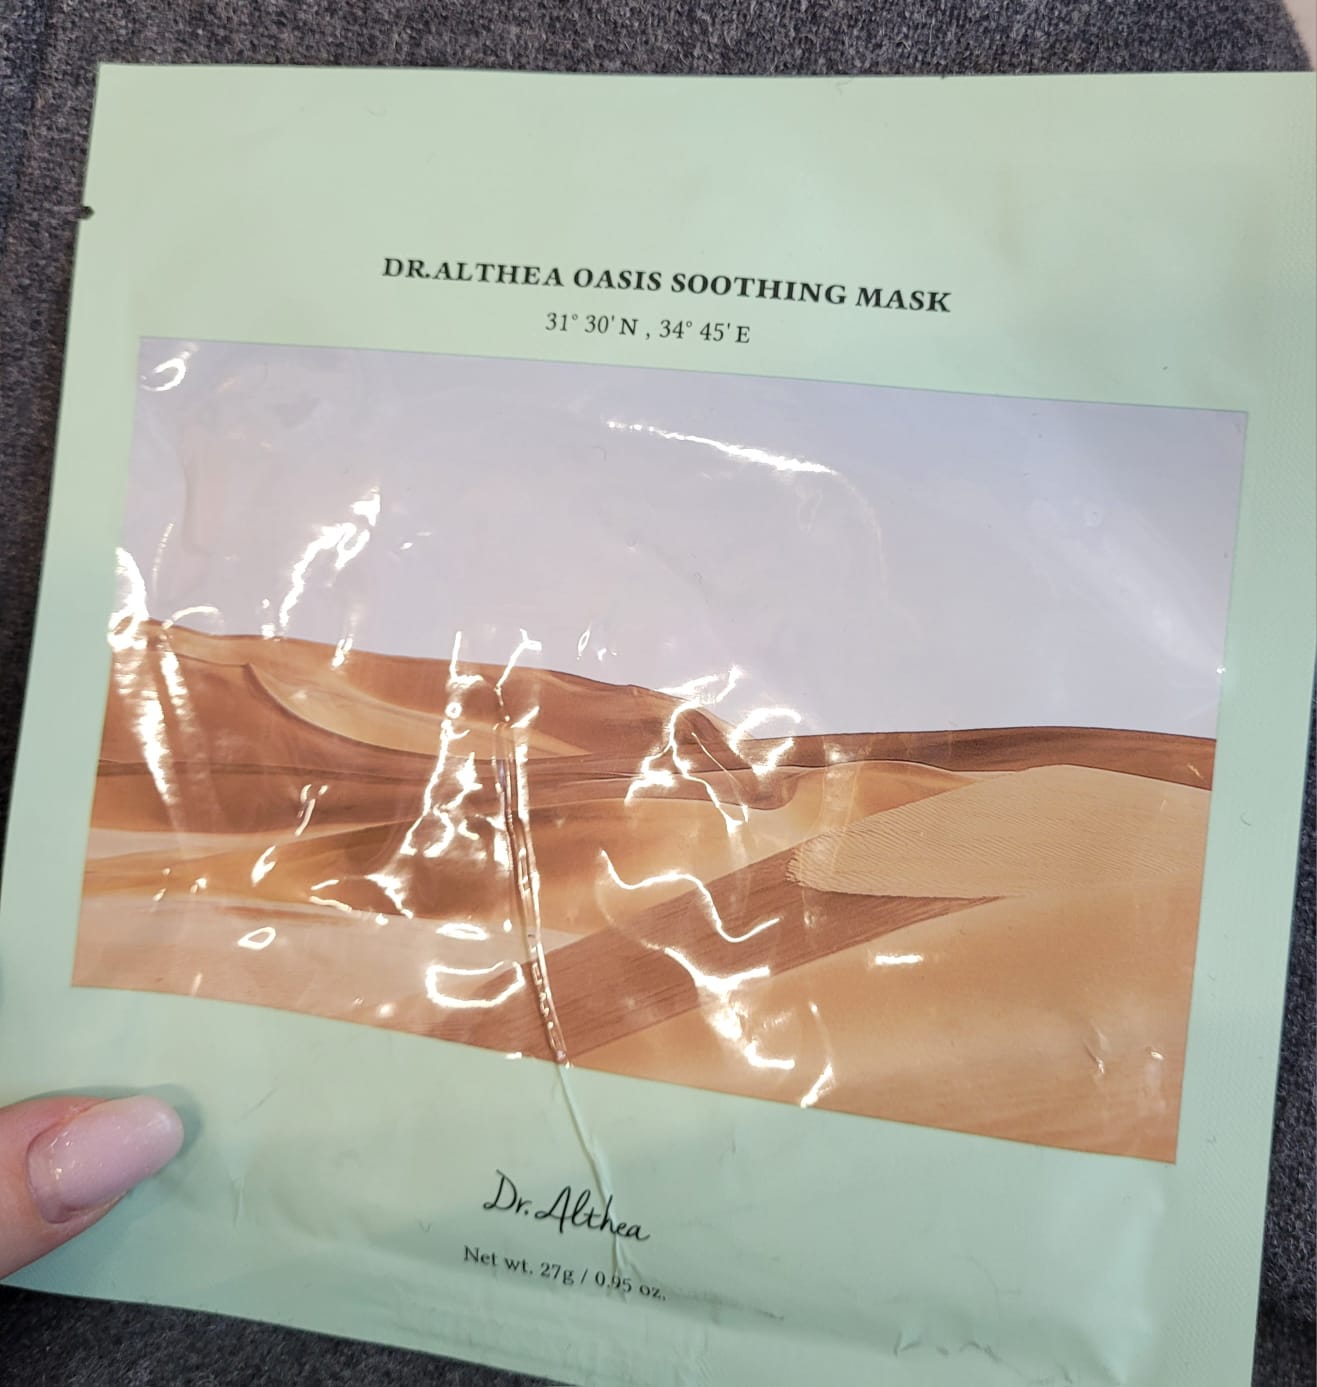 DR.ALTHEA OASIS SOOTHING MASK
31° 30' N , 34° 45' E
Dr.Althea
Net wt. 27g / 0.95 oz.